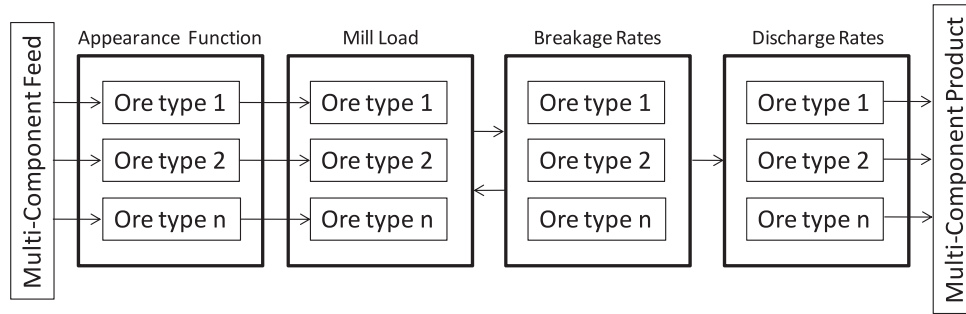 Multi-Component Feed
Appearance Function
Ore type 1
Ore type 2
Ore type n
Mill Load
Ore type 1
Ore type 2
Ore type n
Breakage Rates
Ore type 1
Ore type 2
Ore type n
Discharge Rates
Ore type 1
Ore type 2
Ore type n
Multi-Component Product